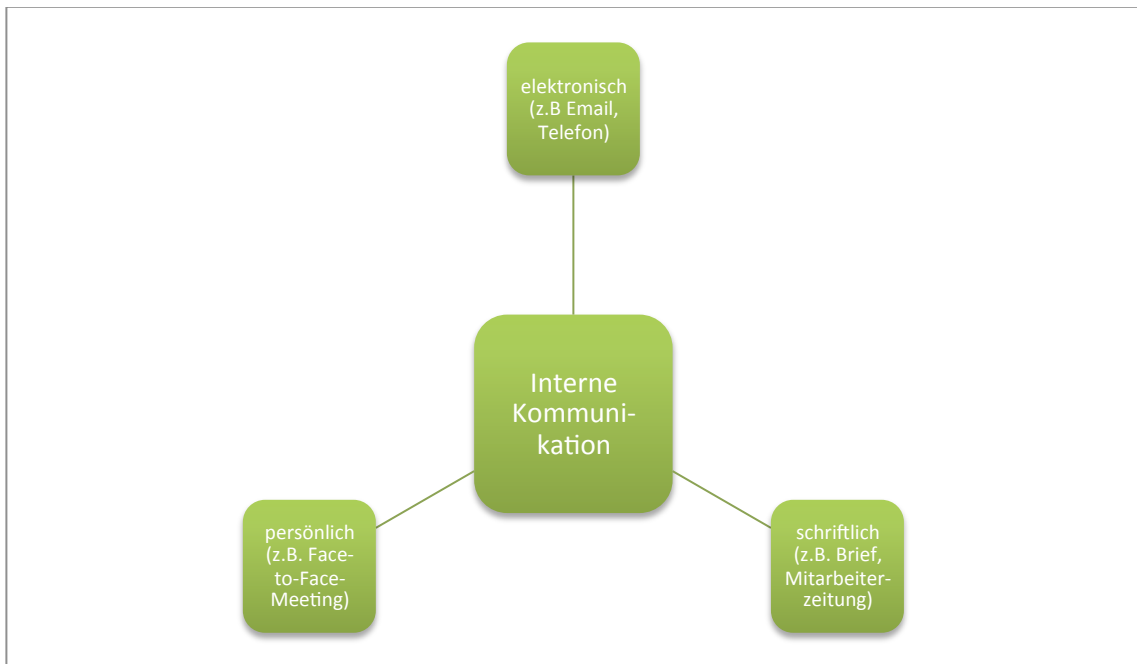 elektronisch
(z.B Email,
Telefon)
Interne
Kommuni-
kation
persönlich
(z.B. Face-
to-Face-
Meeting)
schriftlich
(z.B. Brief,
Mitarbeiter-
zeitung)